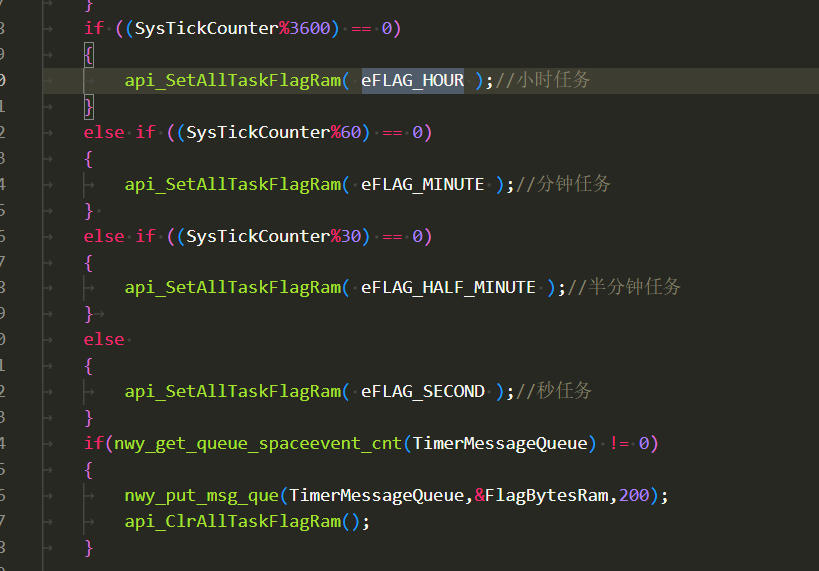 }
if ((SysTickCounter%3600) == 0)
{
api_SetAllTaskFlagRam( eFLAG_HOUR );//小时任务
}
else if ((SysTickCounter%60) == 0)
{
api_SetAllTaskFlagRam( eFLAG_MINUTE );//分钟任务
}
else if ((SysTickCounter%30) == 0)
{
api_SetAllTaskFlagRam( eFLAG_HALF_MINUTE );//半分钟任务
}
else
{
api_SetAllTaskFlagRam( eFLAG_SECOND );//秒任务
}
if(nwy_get_queue_spaceevent_cnt(TimerMessageQueue) != 0)
{
nwy_put_msg_que(TimerMessageQueue,&FlagBytesRam,200);
api_ClrAllTaskFlagRam();
}